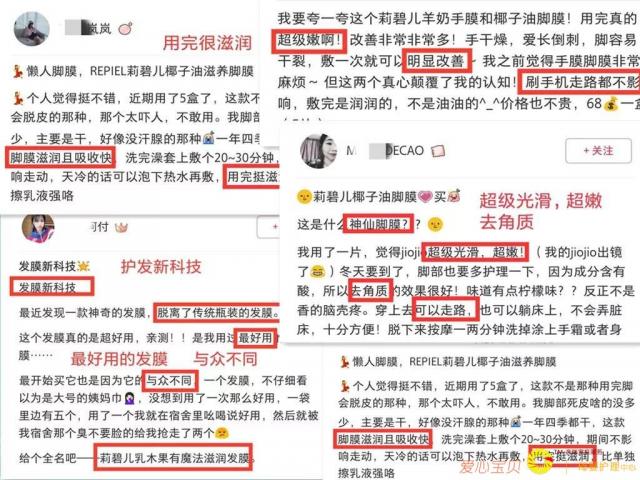 岚岚
用完很滋润
💃懒人脚膜，REPIEL莉碧儿椰子油滋养脚膜
💃个人觉得挺不错，近期用了5盒了，这款不
会脱皮的那种，那个太吓人，不敢用。我脚
少，主要是干，好像没汗腺的那种 一年四季
脚膜滋润且吸收快，洗完澡套上敷个20~30分钟，
响走动，天冷的话可以泡下热水再敷，用完挺滋
擦乳液强咯
我要夸一夸这个莉碧儿羊奶手膜和椰子油脚膜！用完真的
超级嫩啊！改善非常非常多！手干燥，爱长倒刺，脚容易
干裂，敷一次就可以明显改善~ 我之前觉得手膜脚膜非常
麻烦~ 但这两个真心颠覆了我的认知！刷手机走路都不影
响，敷完是润润的，不是油油的^_^价格也不贵，68💰一盒
M DECAO
+关注
🌞莉碧儿椰子油脚膜💗买
超级光滑，超嫩
去角质
这是什么神仙脚膜？？🌞
我用了一片，觉得jiojio超级光滑，超嫩！（我的jiojio出镜
了😂）冬天要到了，脚部也要多护理一下，因为成分含有
酸，所以去角质的效果很好！味道有点柠檬味？？反正不是
香的脑壳疼。穿上去可以走路，也可以躺床上，不会弄脏
床，十分方便！脱下来按摩一两分钟洗掉涂上手霜或者身
付
发膜新科技💥
护发新科技
发膜新科技
最近发现一款神奇的发膜，脱离了传统瓶装的发膜。
这个发膜真的是超好用，亲测！！是我用过最好用
膜……
最好用的发膜
与众不同
最开始买它也是因为它的与众不同 一个发膜，不仔细看
以为是大号的姨妈巾🤦‍♀️，没想到用了一次那么好用，一袋
里边有五个，用了一个我就在宿舍里吆喝说好用，然后就被
我宿舍那个臭不要脸的给我抢走了两个
给个全名吧——莉碧儿乳木果有魔法滋润发膜。
💃懒人脚膜，REPIEL莉碧儿椰子油滋养脚膜
💃个人觉得挺不错，近期用了5盒了，这款不是的那种用完脚
会脱皮的那种，那个太吓人，不敢用。我脚部死皮啥的没多
少，主要是干，好像没汗腺的那种 一年四季都干，这款
脚膜滋润且吸收快，洗完澡套上敷个20~30分钟，期间不影
响走动，天冷的话可以泡下热水再敷，用完挺滋润，比单独
擦乳液强咯
爱心宝贝
护理中心